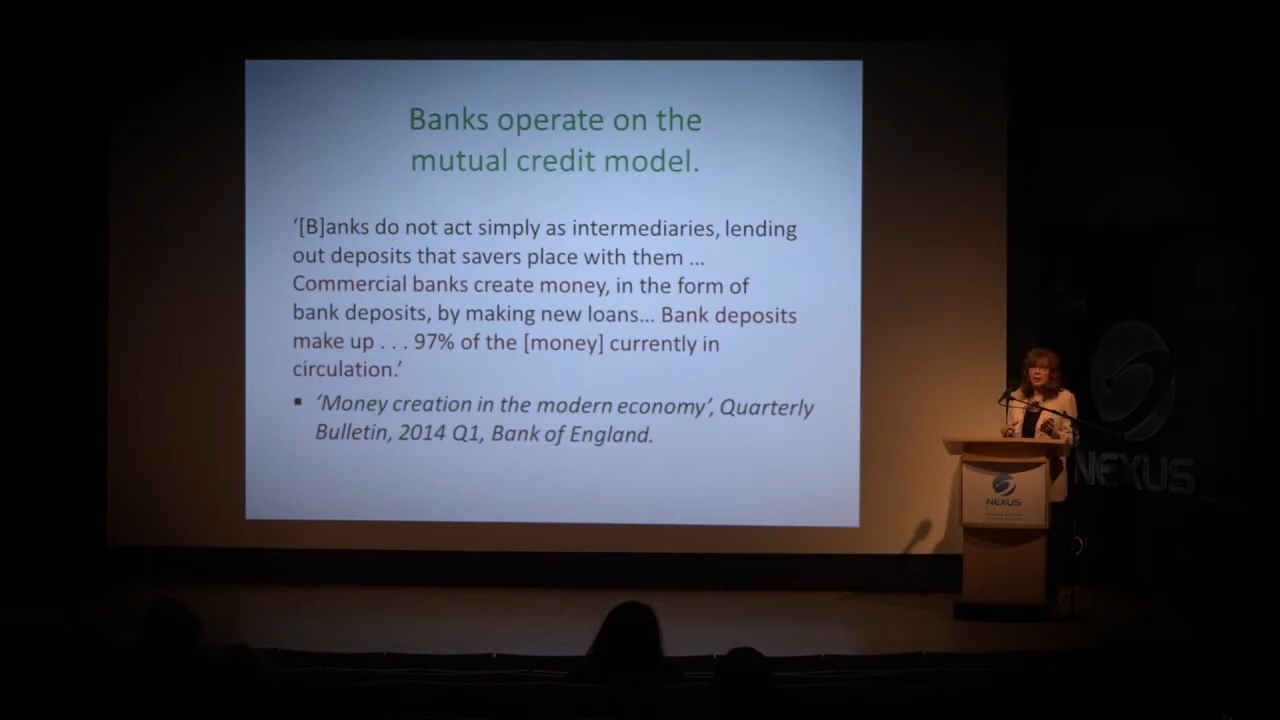 Banks operate on the
mutual credit model.
‘[B]anks do not act simply as intermediaries, lending
out deposits that savers place with them ...
Commercial banks create money, in the form of
bank deposits, by making new loans... Bank deposits
make up . . . 97% of the [money] currently in
circulation.’
▪ ‘Money creation in the modern economy’, Quarterly
Bulletin, 2014 Q1, Bank of England.
NEXUS
NEXUS